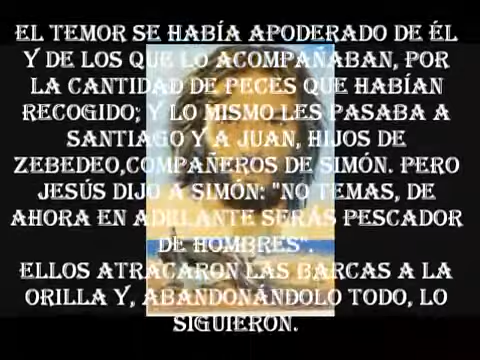 EL TEMOR SE HABÍA APODERADO DE ÉL
Y DE LOS QUE LO ACOMPAÑABAN, POR
LA CANTIDAD DE PECES QUE HABÍAN
RECOGIDO; Y LO MISMO LES PASABA A
SANTIAGO Y A JUAN, HIJOS DE
ZEBEDEO,COMPAÑEROS DE SIMÓN. PERO
JESÚS DIJO A SIMÓN: "NO TEMAS, DE
AHORA EN ADELANTE SERÁS PESCADOR
DE HOMBRES".
ELLOS ATRACARON LAS BARCAS A LA
ORILLA Y, ABANDONÁNDOLO TODO, LO
SIGUIERON.